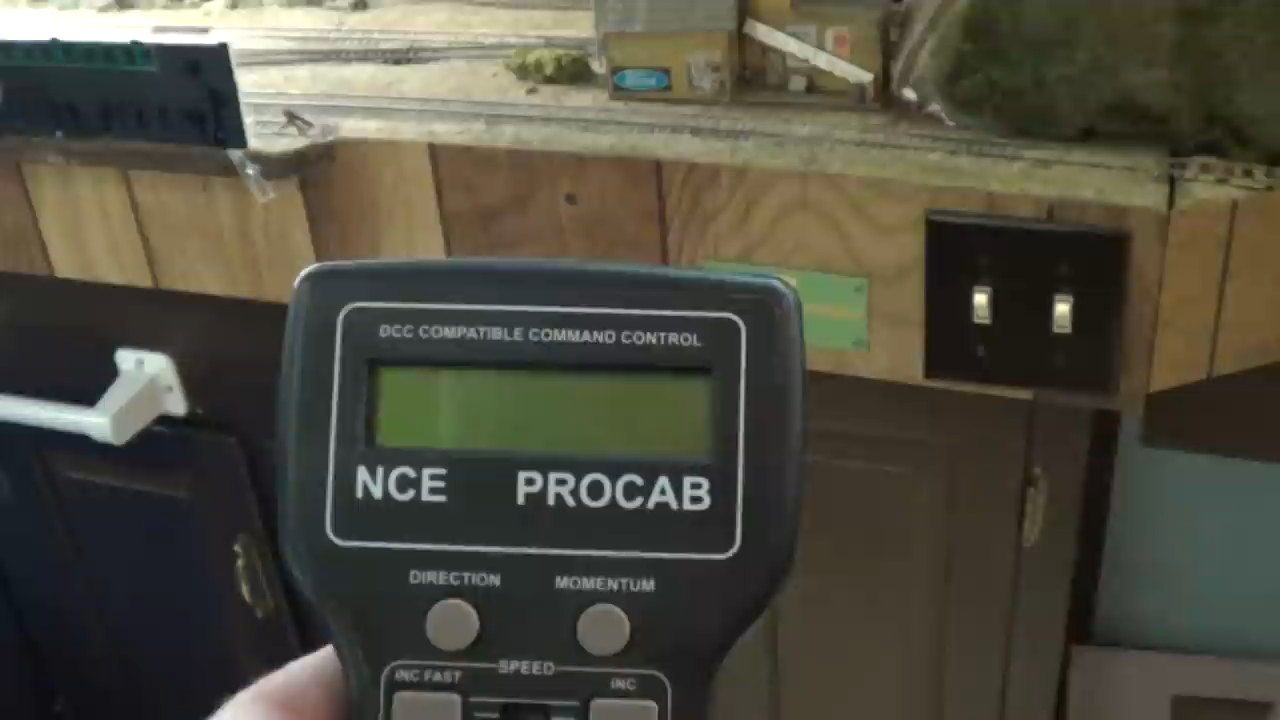 DCC COMPATIBLE COMMAND CONTROL
NCE PROCAB
DIRECTION MOMENTUM
SPEED
INC FAST INC